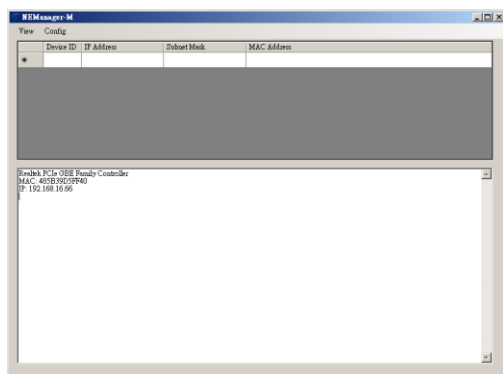 NEManager-M
View Config
Device ID IP Address Subnet Mask MAC Address
Realtek PCIe GBE Family Controller
MAC: 485B39D5FF40
IP: 192.168.16.66